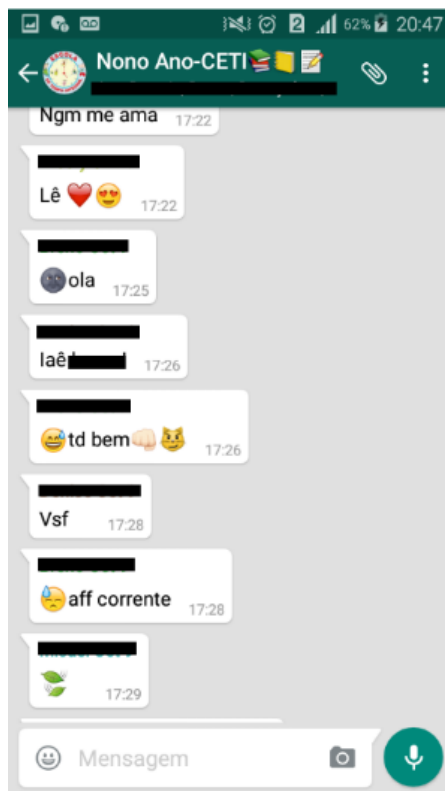 62% 20:47
Nono Ano-CETI📚📒📝
Ngm me ama 17:22
Lê ❤️😍 17:22
🌚ola 17:25
Iaê 17:26
😅td bem👊🏻😼 17:26
Vsf 17:28
😓aff corrente 17:28
🍃 17:29
Mensagem